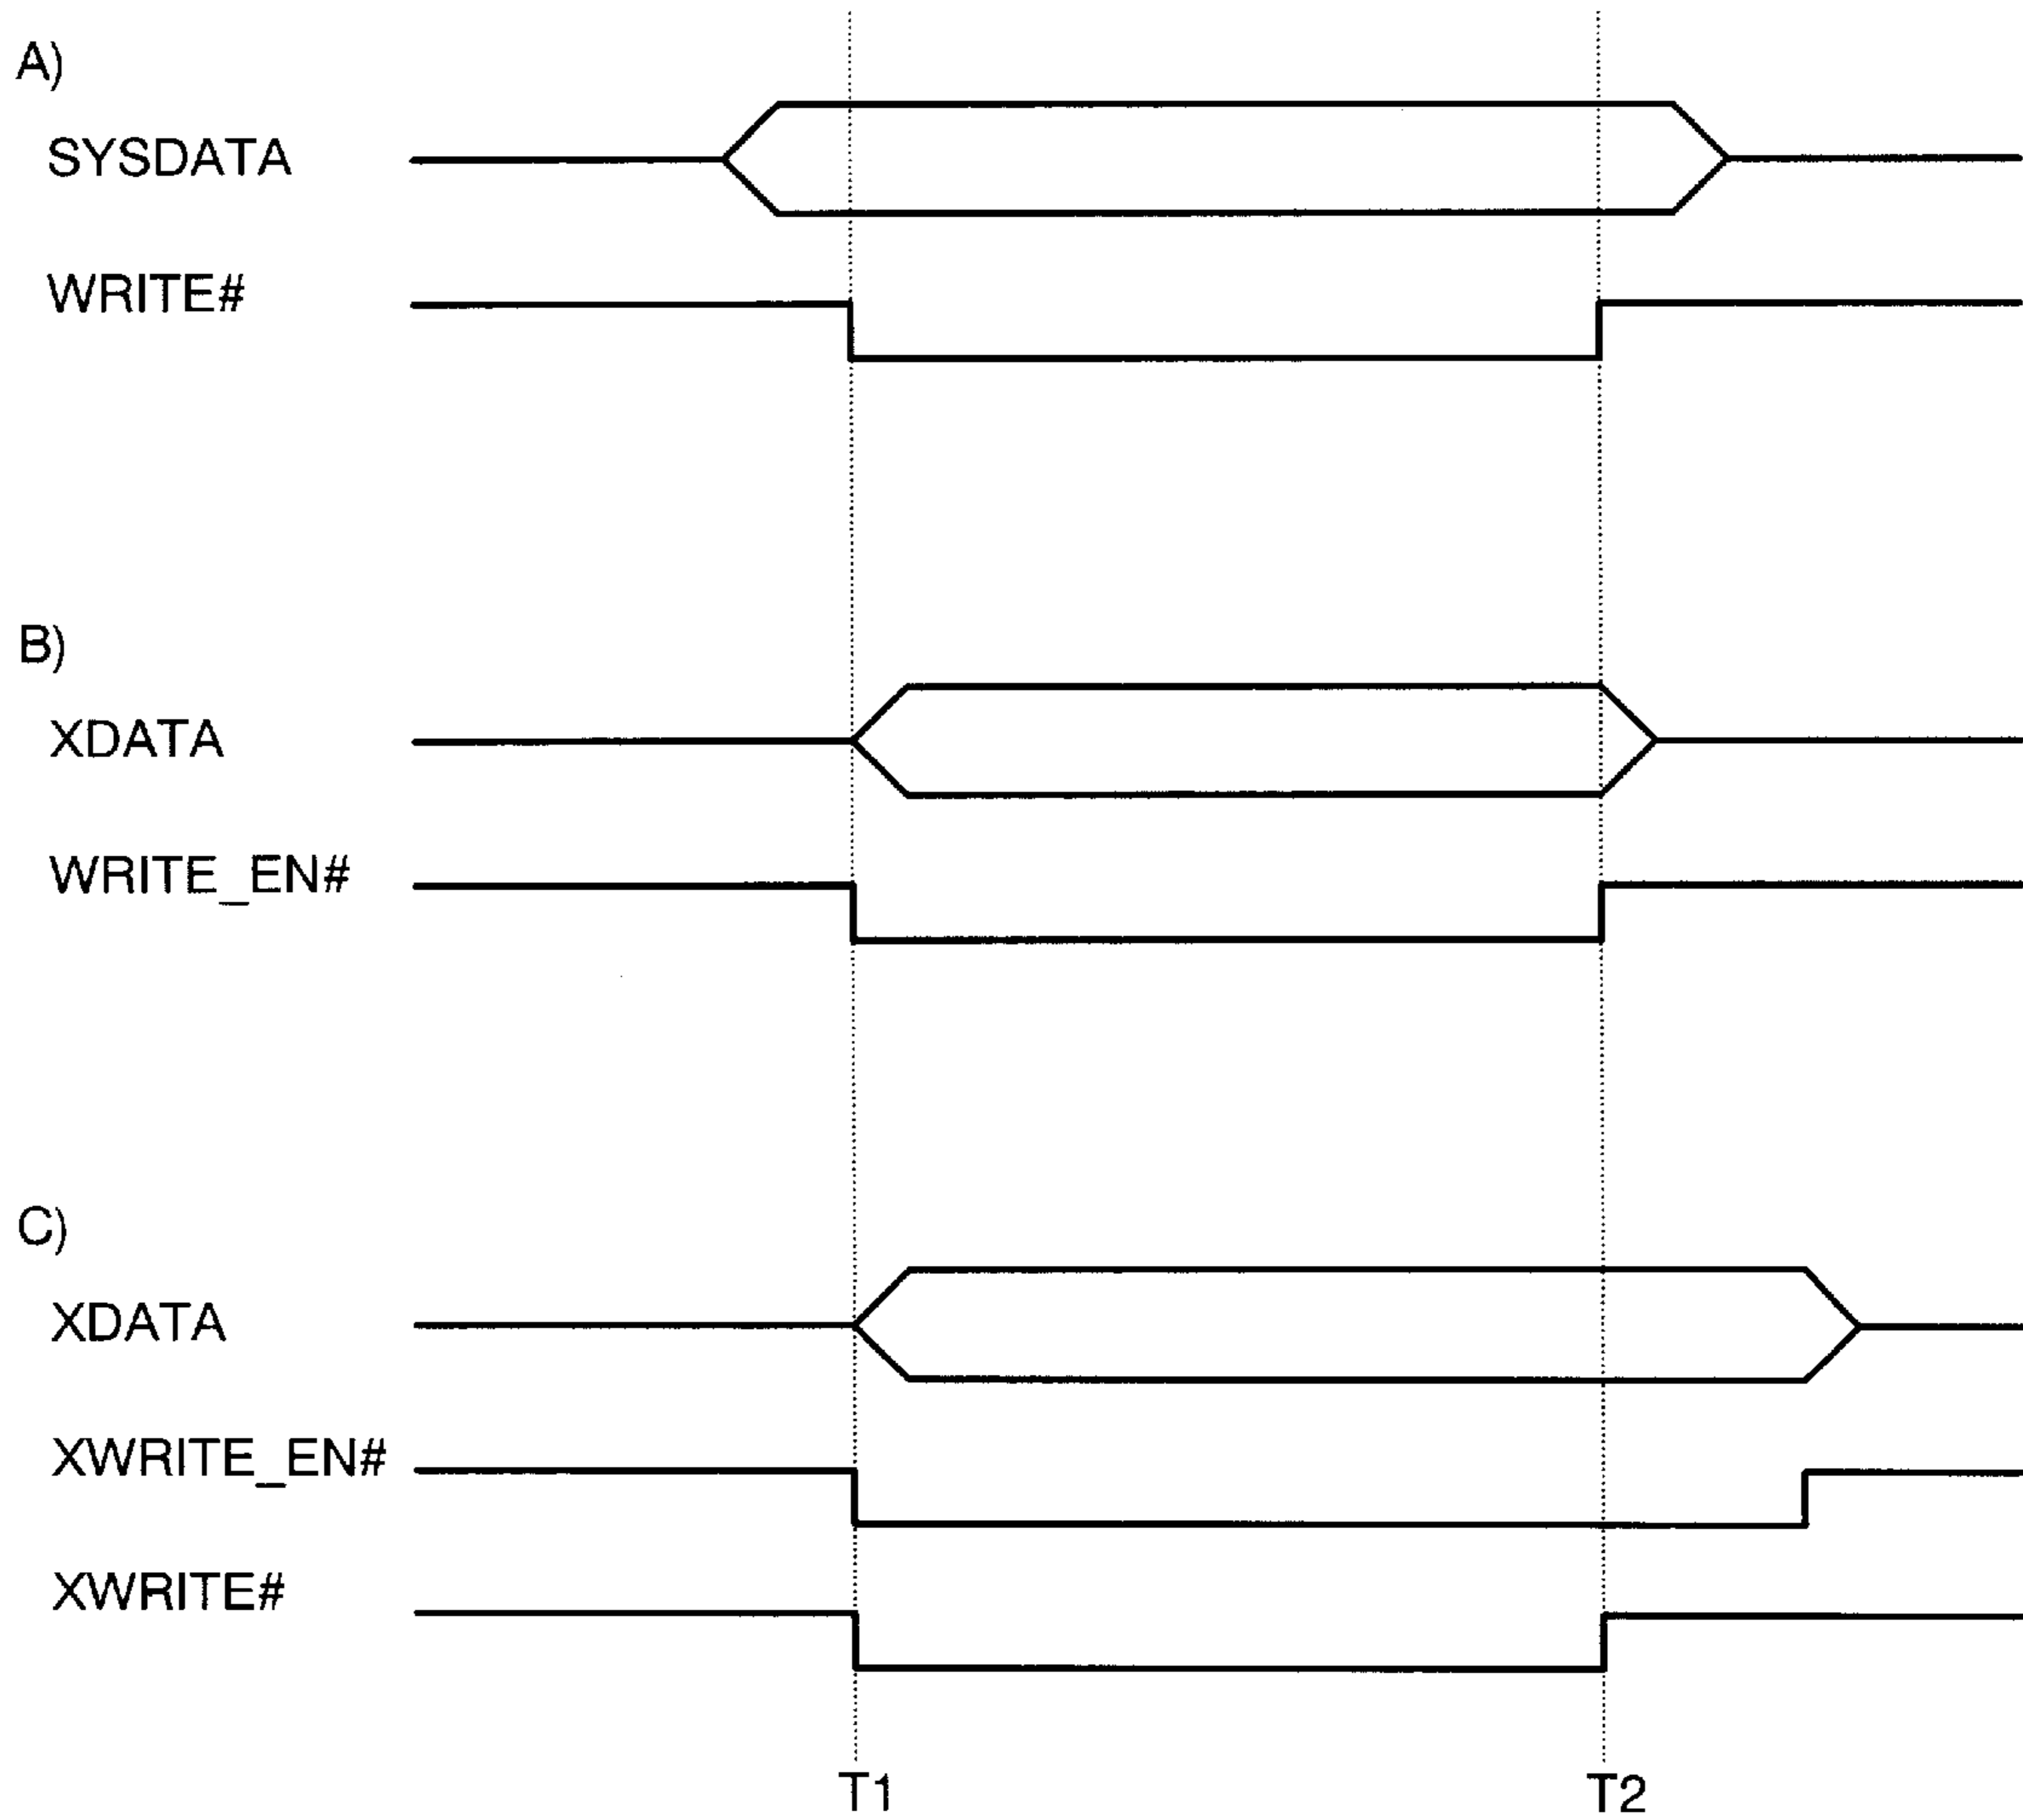 A)
SYSDATA
WRITE#
B)
XDATA
WRITE_EN#
C)
XDATA
XWRITE_EN#
XWRITE#
T1 T2